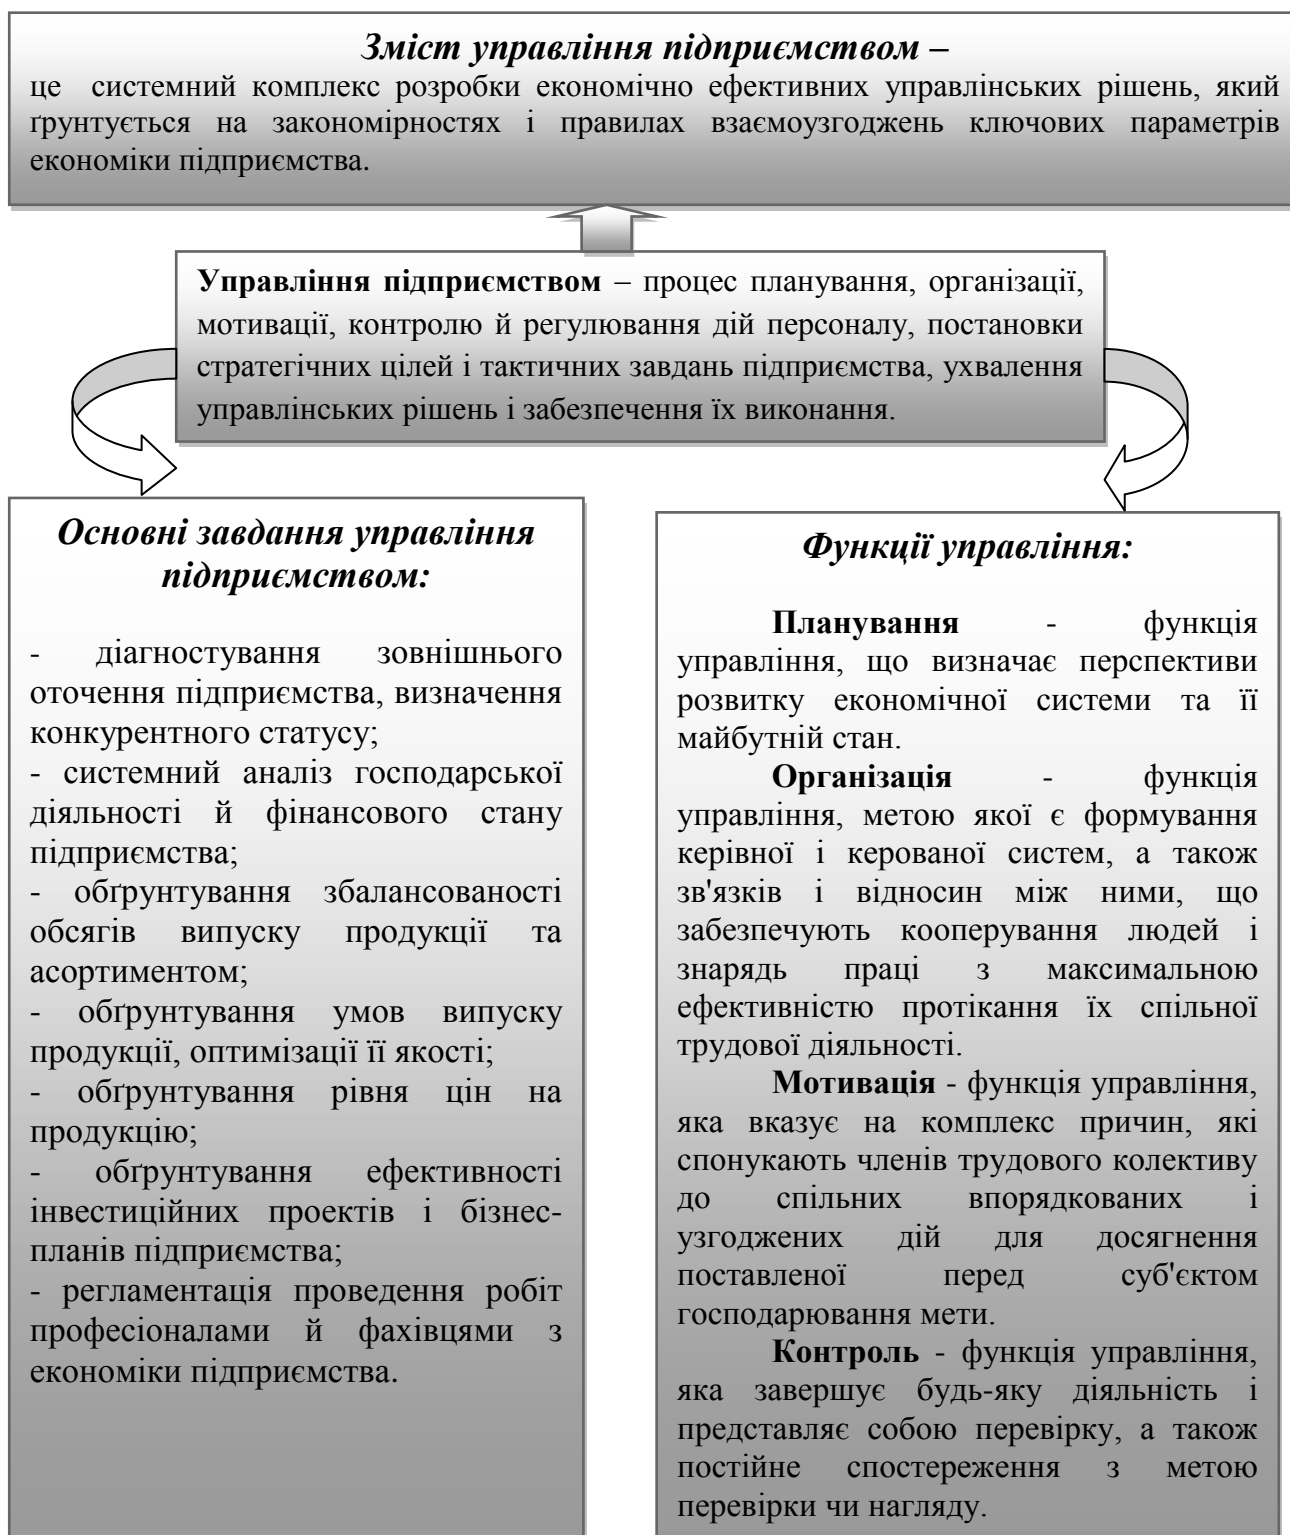 Зміст управління підприємством –
це системний комплекс розробки економічно ефективних управлінських рішень, який
ґрунтується на закономірностях і правилах взаємоузгоджень ключових параметрів
економіки підприємства.
Управління підприємством – процес планування, організації,
мотивації, контролю й регулювання дій персоналу, постановки
стратегічних цілей і тактичних завдань підприємства, ухвалення
управлінських рішень і забезпечення їх виконання.
Основні завдання управління
підприємством:
- діагностування зовнішнього
оточення підприємства, визначення
конкурентного статусу;
- системний аналіз господарської
діяльності й фінансового стану
підприємства;
- обґрунтування збалансованості
обсягів випуску продукції та
асортиментом;
- обґрунтування умов випуску
продукції, оптимізації її якості;
- обґрунтування рівня цін на
продукцію;
- обґрунтування ефективності
інвестиційних проектів і бізнес-
планів підприємства;
- регламентація проведення робіт
професіоналами й фахівцями з
економіки підприємства.
Функції управління:
Планування - функція
управління, що визначає перспективи
розвитку економічної системи та її
майбутній стан.
Організація - функція
управління, метою якої є формування
керівної і керованої систем, а також
зв'язків і відносин між ними, що
забезпечують кооперування людей і
знарядь праці з максимальною
ефективністю протікання їх спільної
трудової діяльності.
Мотивація - функція управління,
яка вказує на комплекс причин, які
спонукають членів трудового колективу
до спільних впорядкованих і
узгоджених дій для досягнення
поставленої перед суб'єктом
господарювання мети.
Контроль - функція управління,
яка завершує будь-яку діяльність і
представляє собою перевірку, а також
постійне спостереження з метою
перевірки чи нагляду.